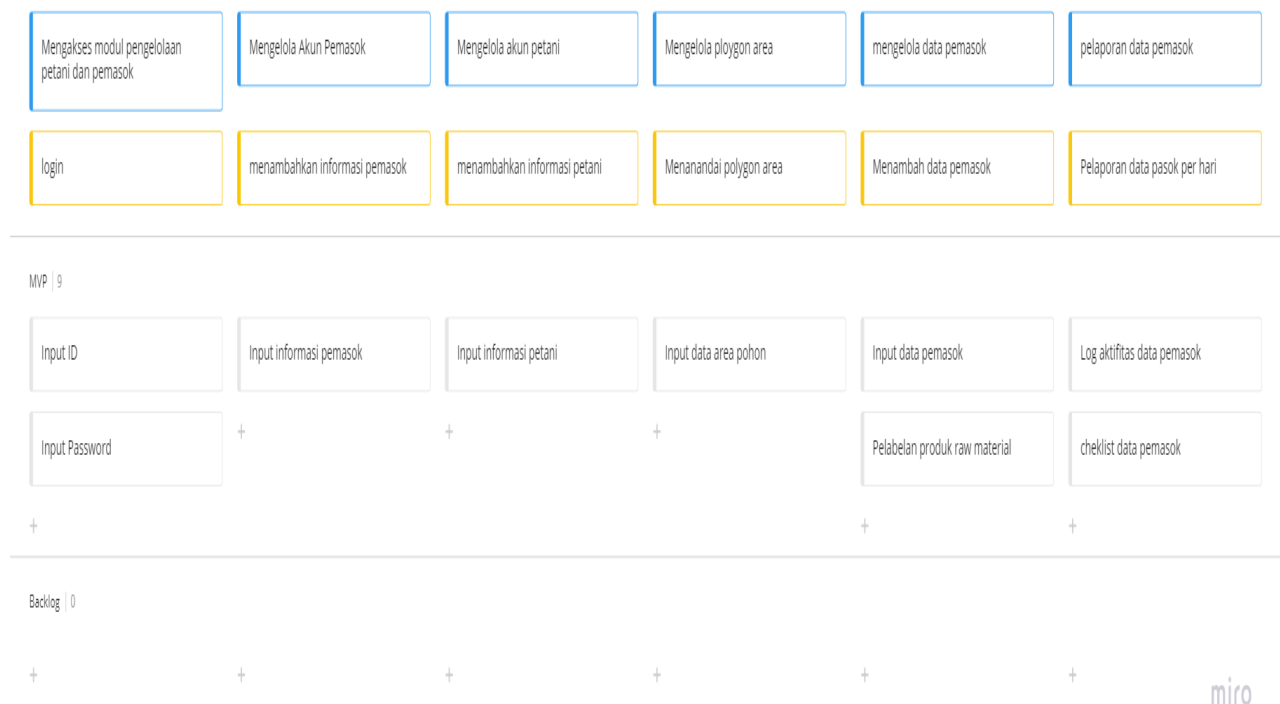 Mengakses modul pengelolaan
petani dan pemasok
Mengelola Akun Pemasok
Mengelola akun petani
Mengelola ploygon area
mengelola data pemasok
pelaporan data pemasok
login
menambahkan informasi pemasok
menambahkan informasi petani
Menanandai polygon area
Menambah data pemasok
Pelaporan data pasok per hari
MVP 9
Input ID
Input informasi pemasok
Input informasi petani
Input data area pohon
Input data pemasok
Log aktifitas data pemasok
Input Password
Pelabelan produk raw material
cheklist data pemasok
Backlog 0
miro